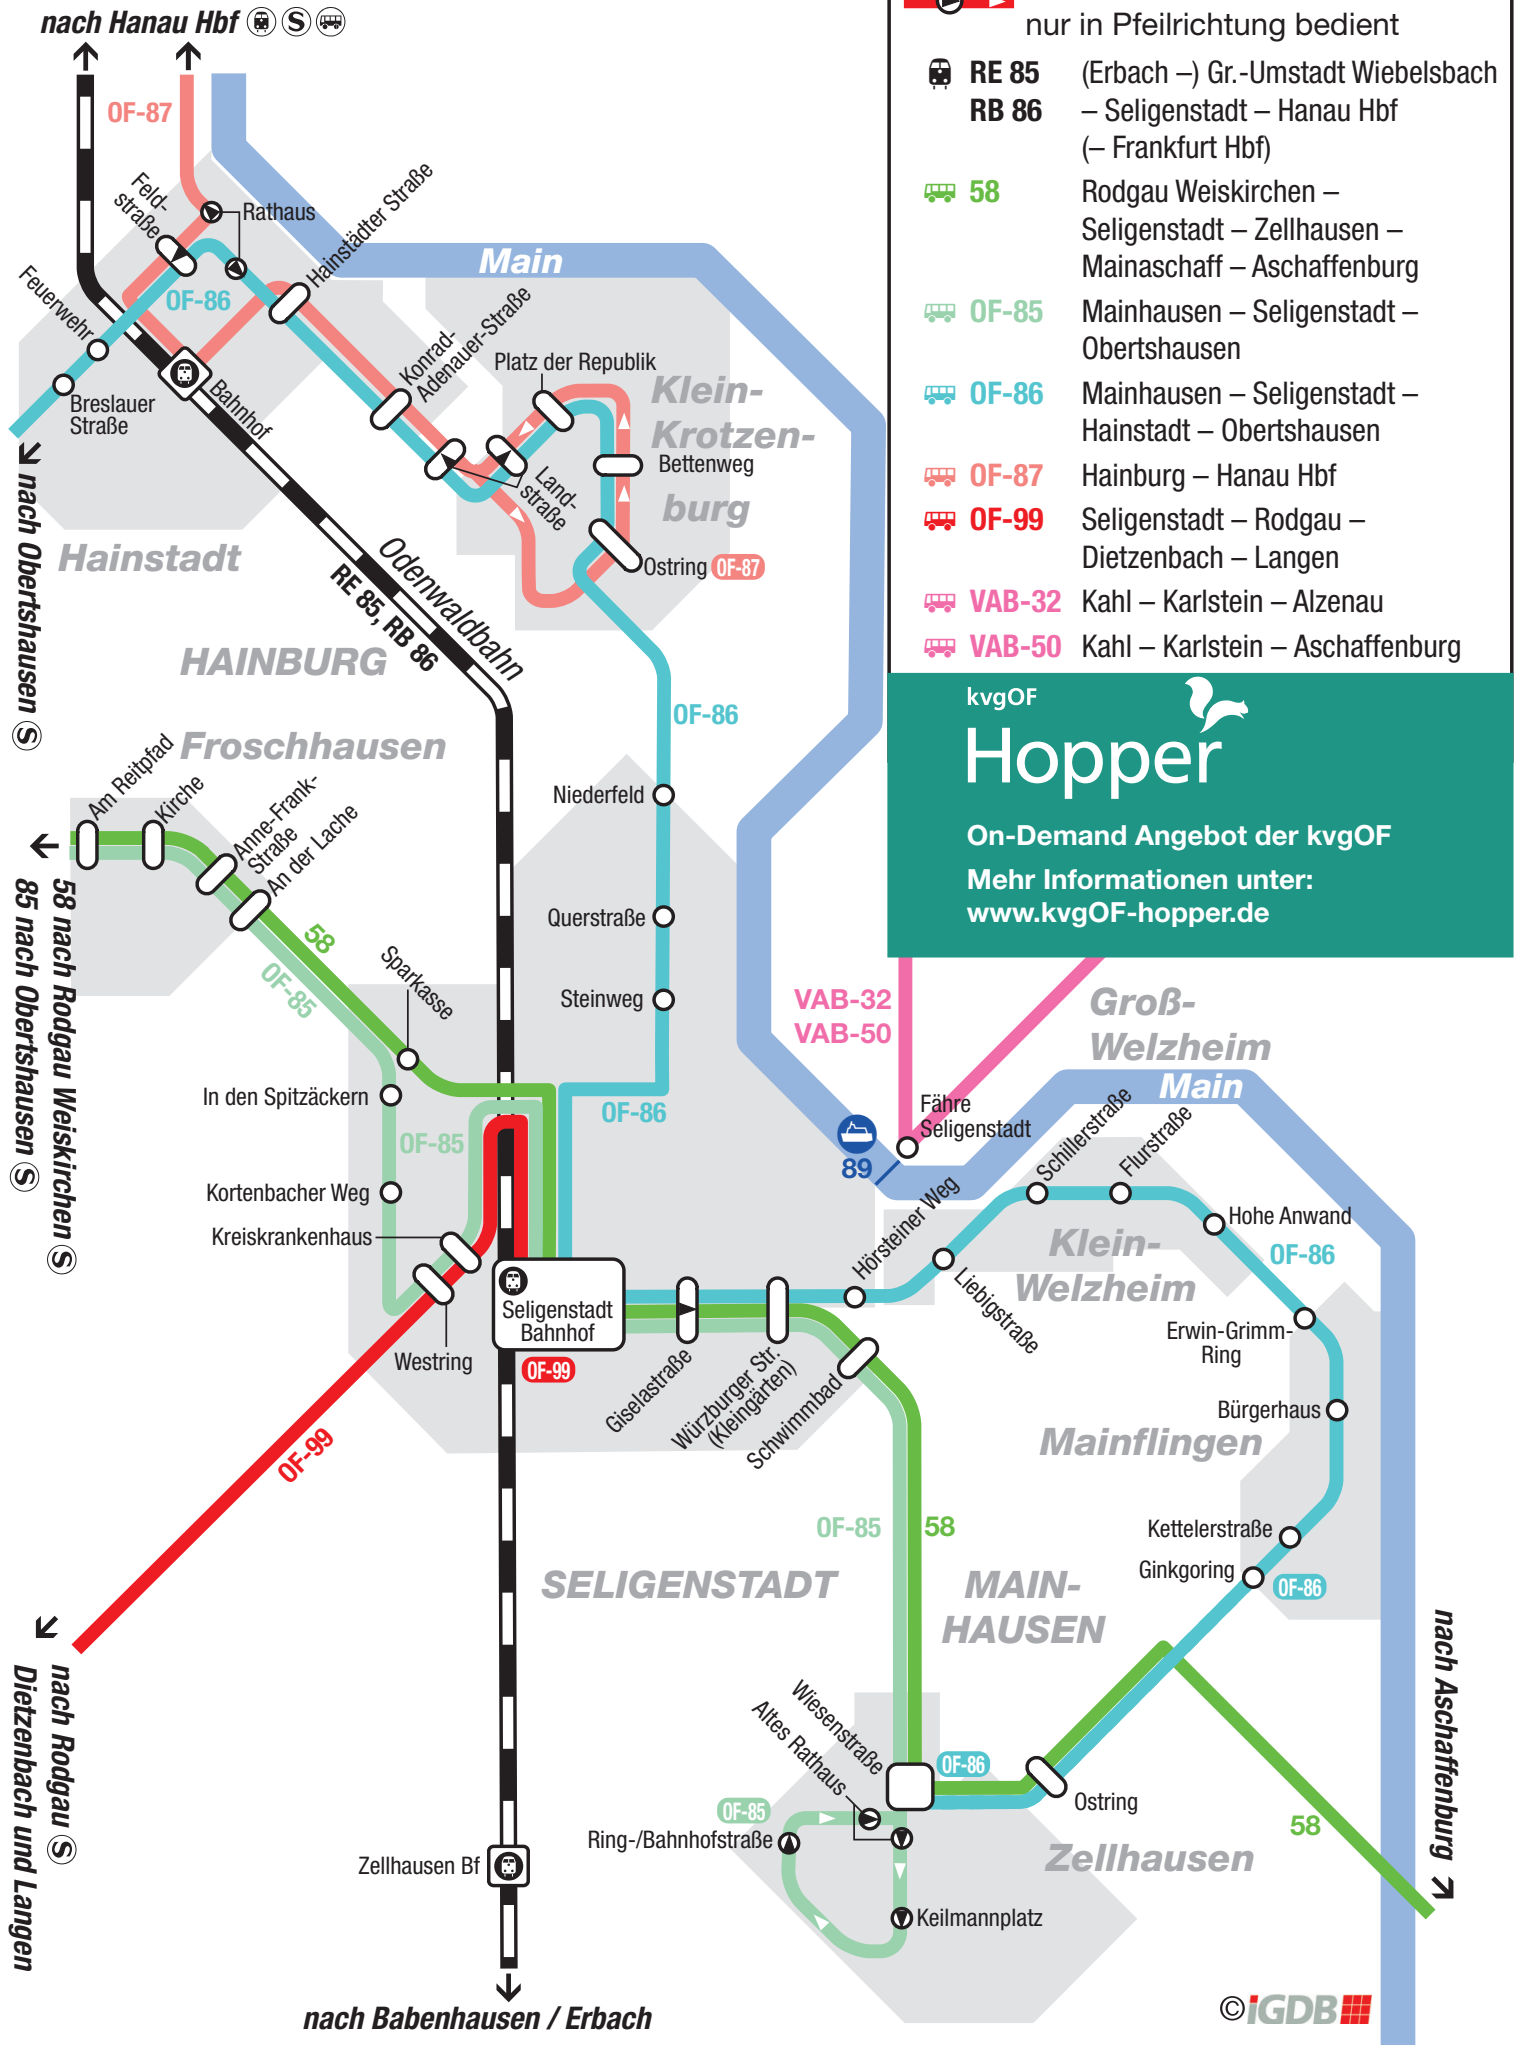 nach Hanau Hbf S
OF-87
Feld-
straße
Rathaus
Hainstädter Straße
Main
Feuerwehr
OF-86
Konrad-
Adenauer-Straße
Platz der Republik
Klein-
Krotzen-
burg
Breslauer
Straße
Bahnhof
Bettenweg
Land-
straße
nach Obertshausen S
Hainstadt
Odenwaldbahn
RE 85, RB 86
Ostring OF-87
HAINBURG
OF-86
Froschhausen
Am Reitpfad
Kirche
Anne-Frank-
Straße
An der Lache
Niederfeld
58 nach Rodgau Weiskirchen S
85 nach Obertshausen S
58
OF-85
Sparkasse
Querstraße
Steinweg
In den Spitzäckern
OF-85
OF-86
Kortenbacher Weg
Kreiskrankenhaus
Westring
Seligenstadt
Bahnhof
OF-99
OF-99
nur in Pfeilrichtung bedient
RE 85 (Erbach –) Gr.-Umstadt Wiebelsbach
RB 86 – Seligenstadt – Hanau Hbf
(– Frankfurt Hbf)
58 Rodgau Weiskirchen –
Seligenstadt – Zellhausen –
Mainaschaff – Aschaffenburg
OF-85 Mainhausen – Seligenstadt –
Obertshausen
OF-86 Mainhausen – Seligenstadt –
Hainstadt – Obertshausen
OF-87 Hainburg – Hanau Hbf
OF-99 Seligenstadt – Rodgau –
Dietzenbach – Langen
VAB-32 Kahl – Karlstein – Alzenau
VAB-50 Kahl – Karlstein – Aschaffenburg
kvgOF
Hopper
On-Demand Angebot der kvgOF
Mehr Informationen unter:
www.kvgOF-hopper.de
VAB-32
VAB-50
Groß-
Welzheim
Main
Fähre
Seligenstadt
89
Schillerstraße
Flurstraße
Hörsteiner Weg
Hohe Anwand
Klein-
Welzheim
OF-86
Liebigstraße
Erwin-Grimm-
Ring
Giselastraße
Würzburger Str.
(Kleingärten)
Schwimmbad
Bürgerhaus
Mainflingen
OF-85
58
Kettelerstraße
Ginkgoring
OF-86
SELIGENSTADT
MAIN-
HAUSEN
nach Rodgau S
Dietzenbach und Langen
Wiesenstraße
Altes Rathaus
OF-86
Ostring
OF-85
Ring-/Bahnhofstraße
58
nach Aschaffenburg
Zellhausen Bf
Zellhausen
Keilmannplatz
nach Babenhausen / Erbach
©iGDB